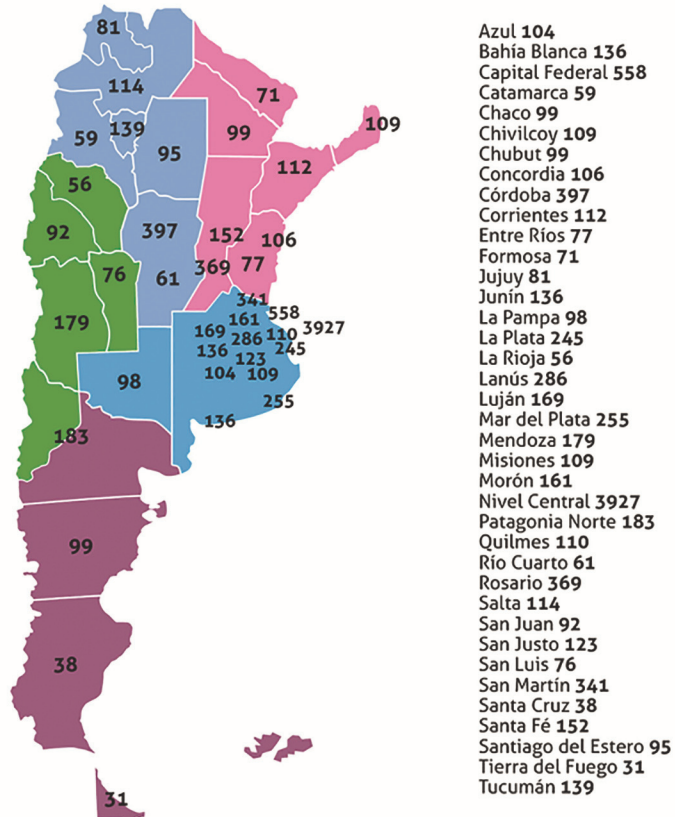 81
114
139
59
95
71
99
109
112
56
92
397
152
106
369
77
76
61
179
341
558
161
169
286
110
3927
136
123
245
104
109
98
255
136
183
99
38
31
Azul 104
Bahía Blanca 136
Capital Federal 558
Catamarca 59
Chaco 99
Chivilcoy 109
Chubut 99
Concordia 106
Córdoba 397
Corrientes 112
Entre Ríos 77
Formosa 71
Jujuy 81
Junín 136
La Pampa 98
La Plata 245
La Rioja 56
Lanús 286
Luján 169
Mar del Plata 255
Mendoza 179
Misiones 109
Morón 161
Nivel Central 3927
Patagonia Norte 183
Quilmes 110
Río Cuarto 61
Rosario 369
Salta 114
San Juan 92
San Justo 123
San Luis 76
San Martín 341
Santa Cruz 38
Santa Fé 152
Santiago del Estero 95
Tierra del Fuego 31
Tucumán 139